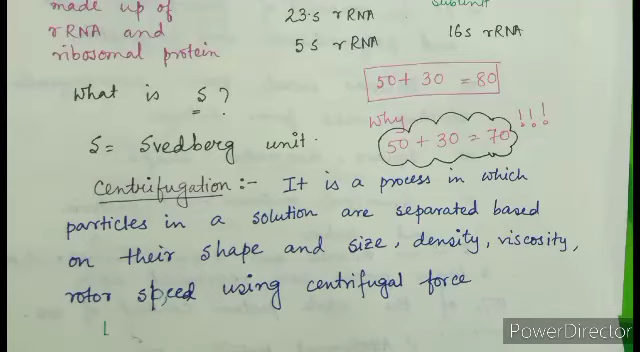 made up of
rRNA and
ribosomal protein
23.s rRNA
5s rRNA
subunit
16s rRNA
50+ 30 = 80
What is S ?
Why
50 + 30 = 70 !!!
S = Svedberg unit.
Centrifugation :- It is a process in which
particles in a solution are separated based
on their shape and size, density, viscosity,
rotor speed using centrifugal force
PowerDirector